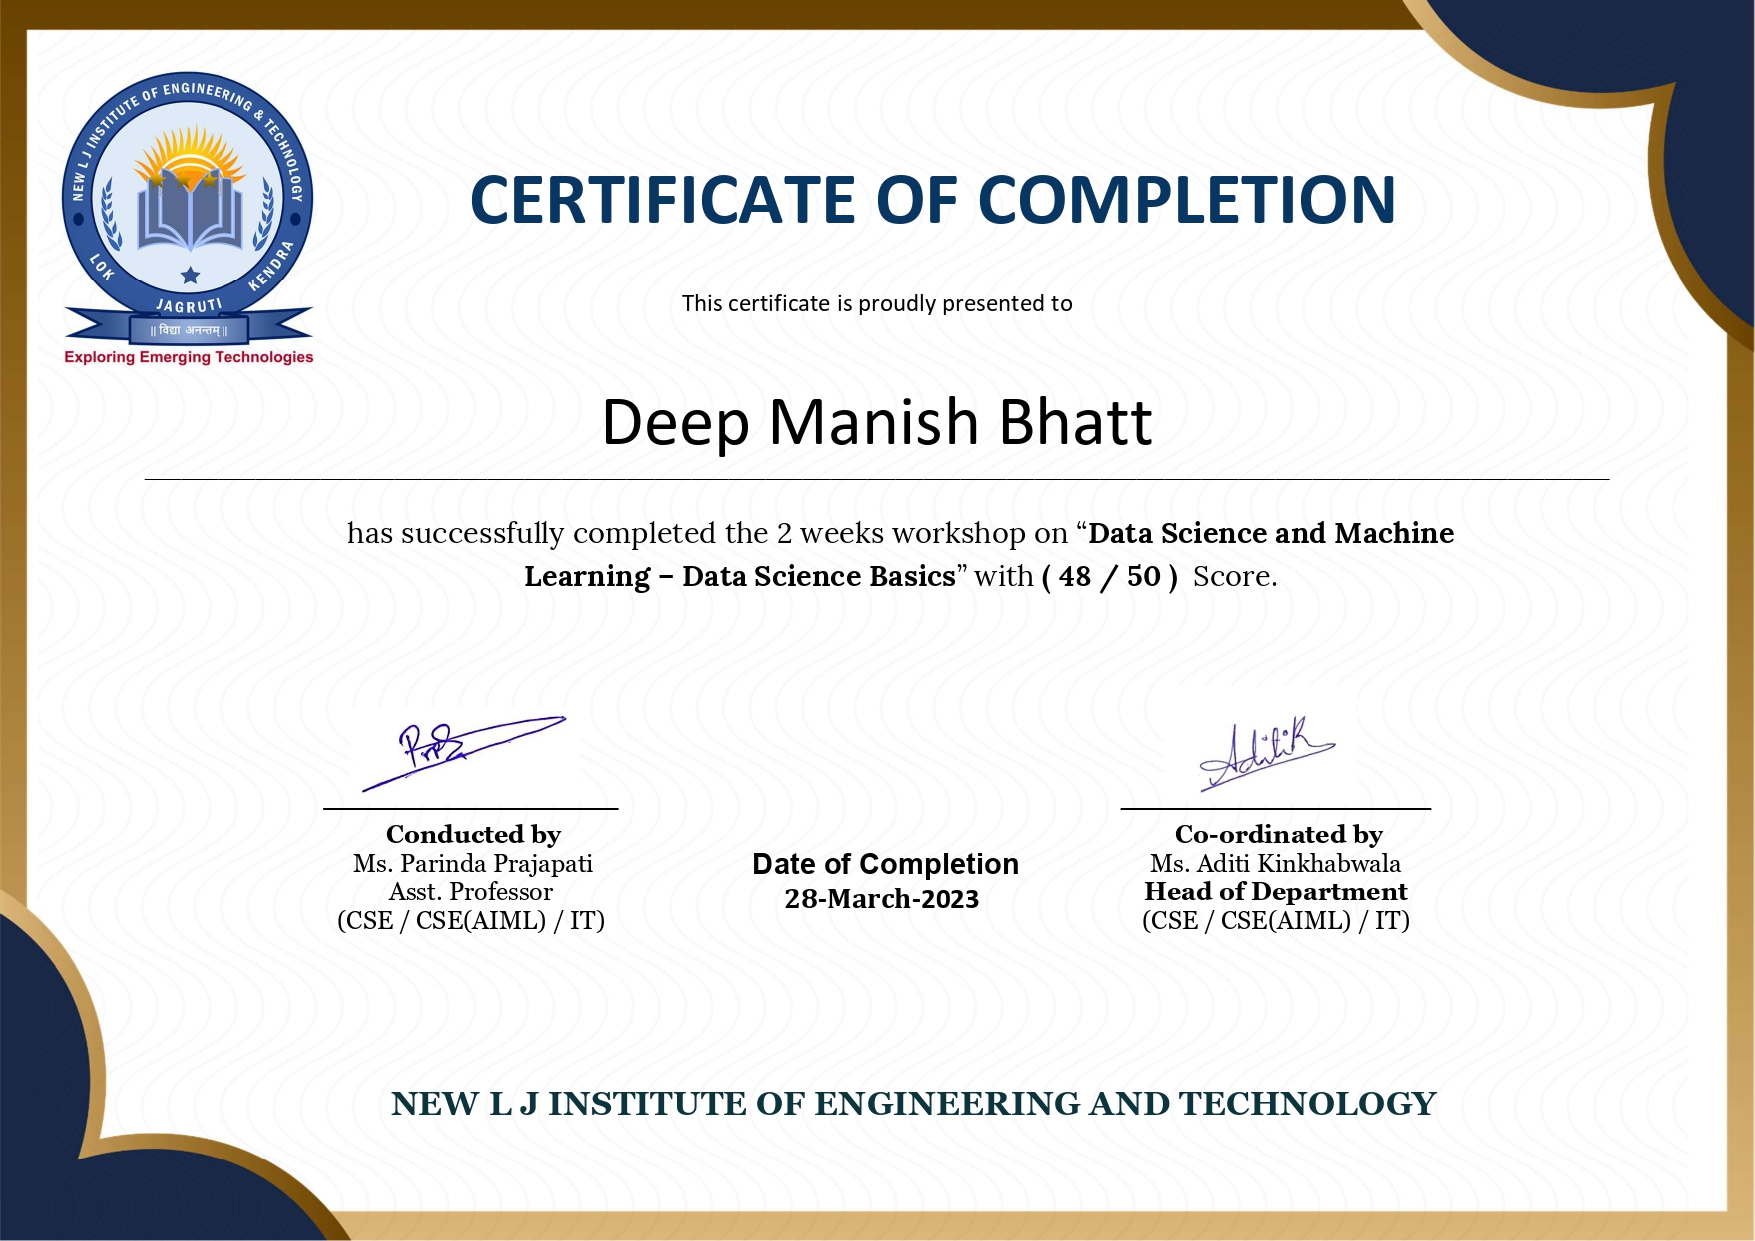 NEW L J INSTITUTE OF ENGINEERING & TECHNOLOGY
LOK JAGRUTI KENDRA
|| विद्या अनन्तम् ||
Exploring Emerging Technologies
CERTIFICATE OF COMPLETION
This certificate is proudly presented to
Deep Manish Bhatt
has successfully completed the 2 weeks workshop on “Data Science and Machine
Learning – Data Science Basics” with ( 48 / 50 ) Score.
Aditi K
Conducted by
Ms. Parinda Prajapati
Asst. Professor
(CSE / CSE(AIML) / IT)
Date of Completion
28-March-2023
Co-ordinated by
Ms. Aditi Kinkhabwala
Head of Department
(CSE / CSE(AIML) / IT)
NEW L J INSTITUTE OF ENGINEERING AND TECHNOLOGY